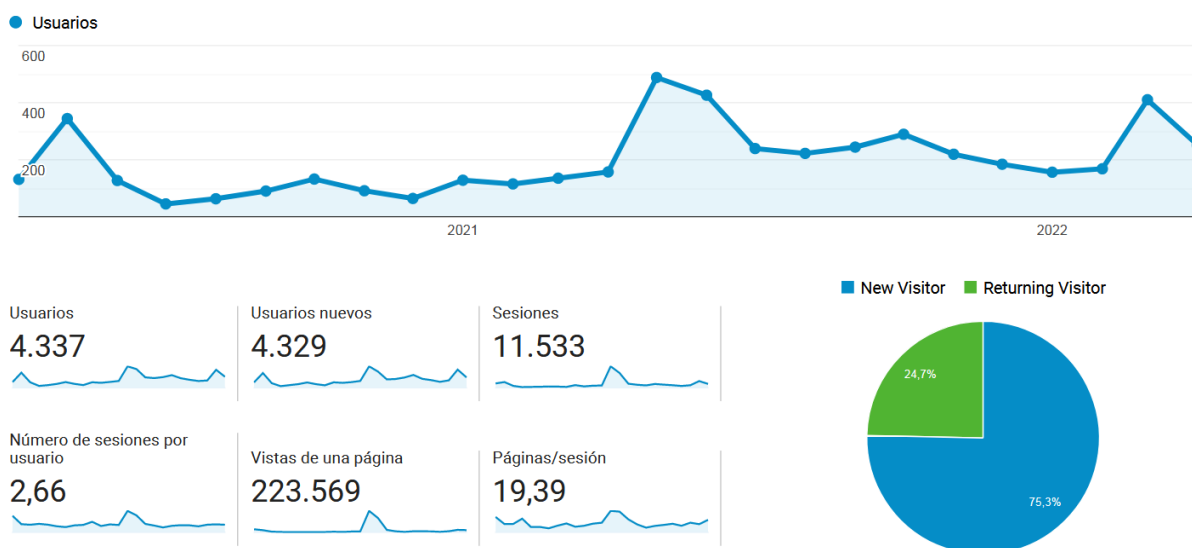 Usuarios
600
400
200
2021
2022
New Visitor
Returning Visitor
Usuarios
4.337
Usuarios nuevos
4.329
Sesiones
11.533
Número de sesiones por
usuario
2,66
Vistas de una página
223.569
Páginas/sesión
19,39
24,7%
75,3%